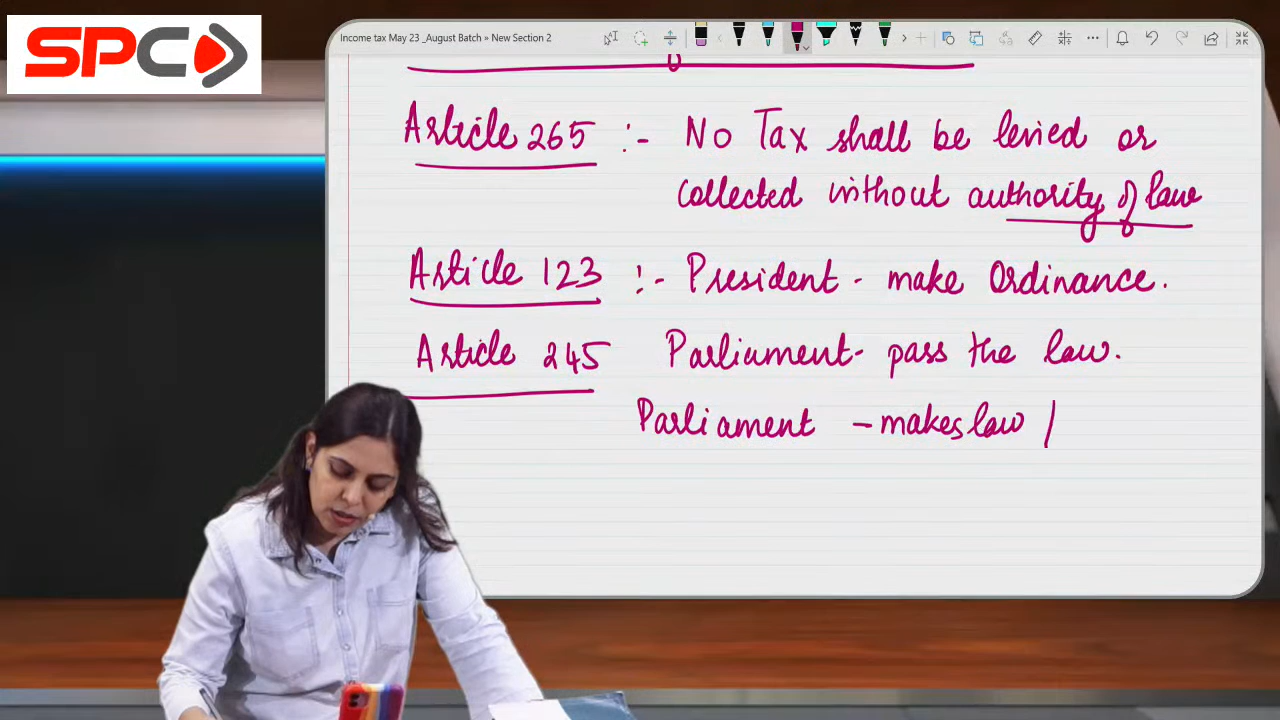 SPC
Income tax May 23 _August Batch » New Section 2
Article 265 :- No Tax shall be levied or
collected without authority of law
Article 123 :- President - make Ordinance.
Article 245 Parliament- pass the law.
Parliament - makes law /